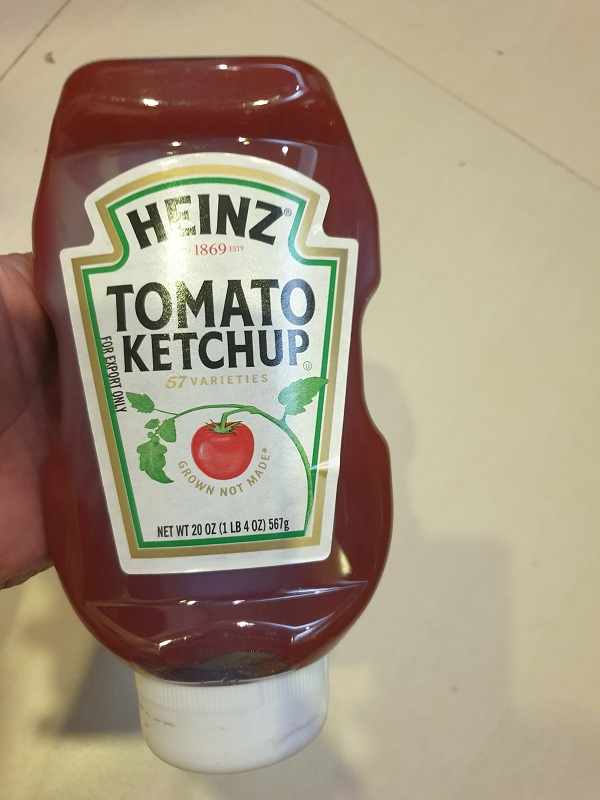 HEINZ®
1869 ESTD
TOMATO
KETCHUP
57 VARIETIES
FOR EXPORT ONLY
GROWN NOT MADE*
NET WT 20 OZ (1 LB 4 OZ) 567g